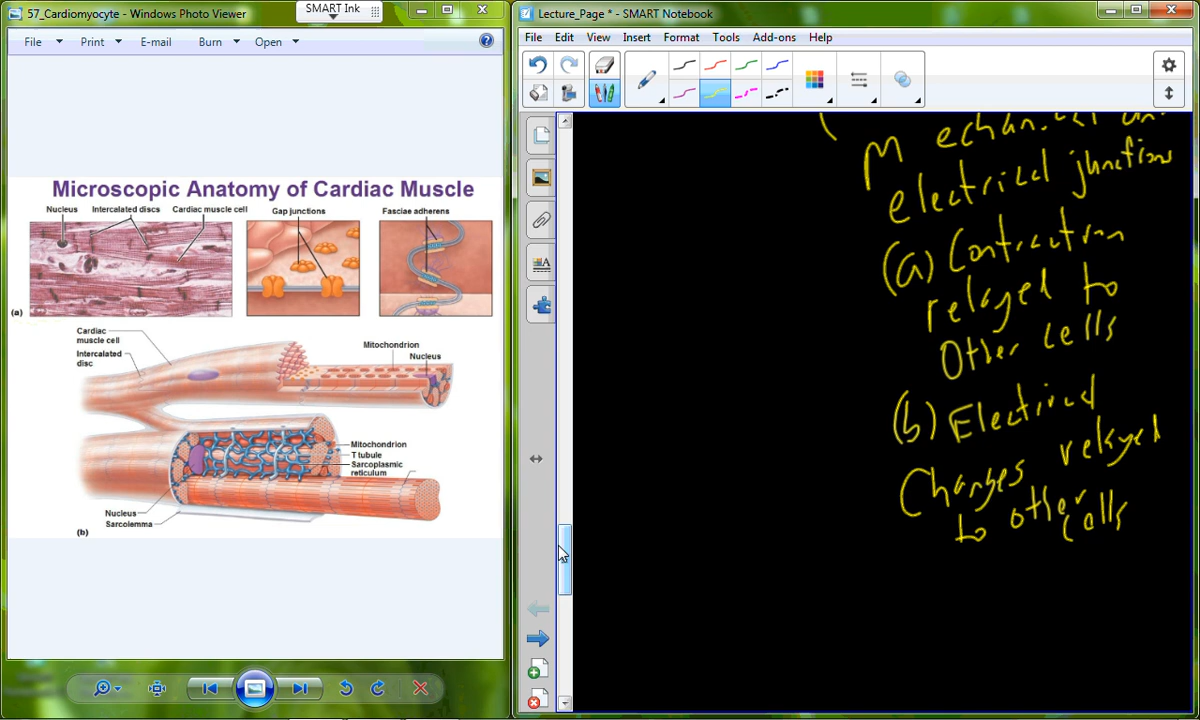 57_Cardiomyocyte - Windows Photo Viewer
SMART Ink
File Print E-mail Burn Open
Microscopic Anatomy of Cardiac Muscle
Nucleus Intercalated discs Cardiac muscle cell Gap junctions Fasciae adherens
(a)
Cardiac
muscle cell
Intercalated
disc
Mitochondrion
Nucleus
Mitochondrion
T tubule
Sarcoplasmic
reticulum
Nucleus
Sarcolemma
(b)
Lecture_Page * - SMART Notebook
File Edit View Insert Format Tools Add-ons Help
electrical junctions
(a) Contraction
relayed to
Other cells
(b) Electrical
Changes relayed
to other
cells